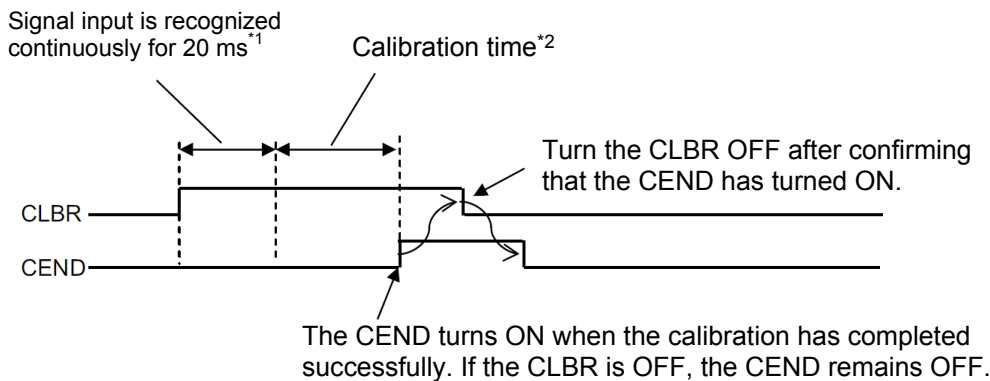 Signal input is recognized
continuously for 20 ms*1
Calibration time*2
Turn the CLBR OFF after confirming
that the CEND has turned ON.
CLBR
CEND
The CEND turns ON when the calibration has completed
successfully. If the CLBR is OFF, the CEND remains OFF.